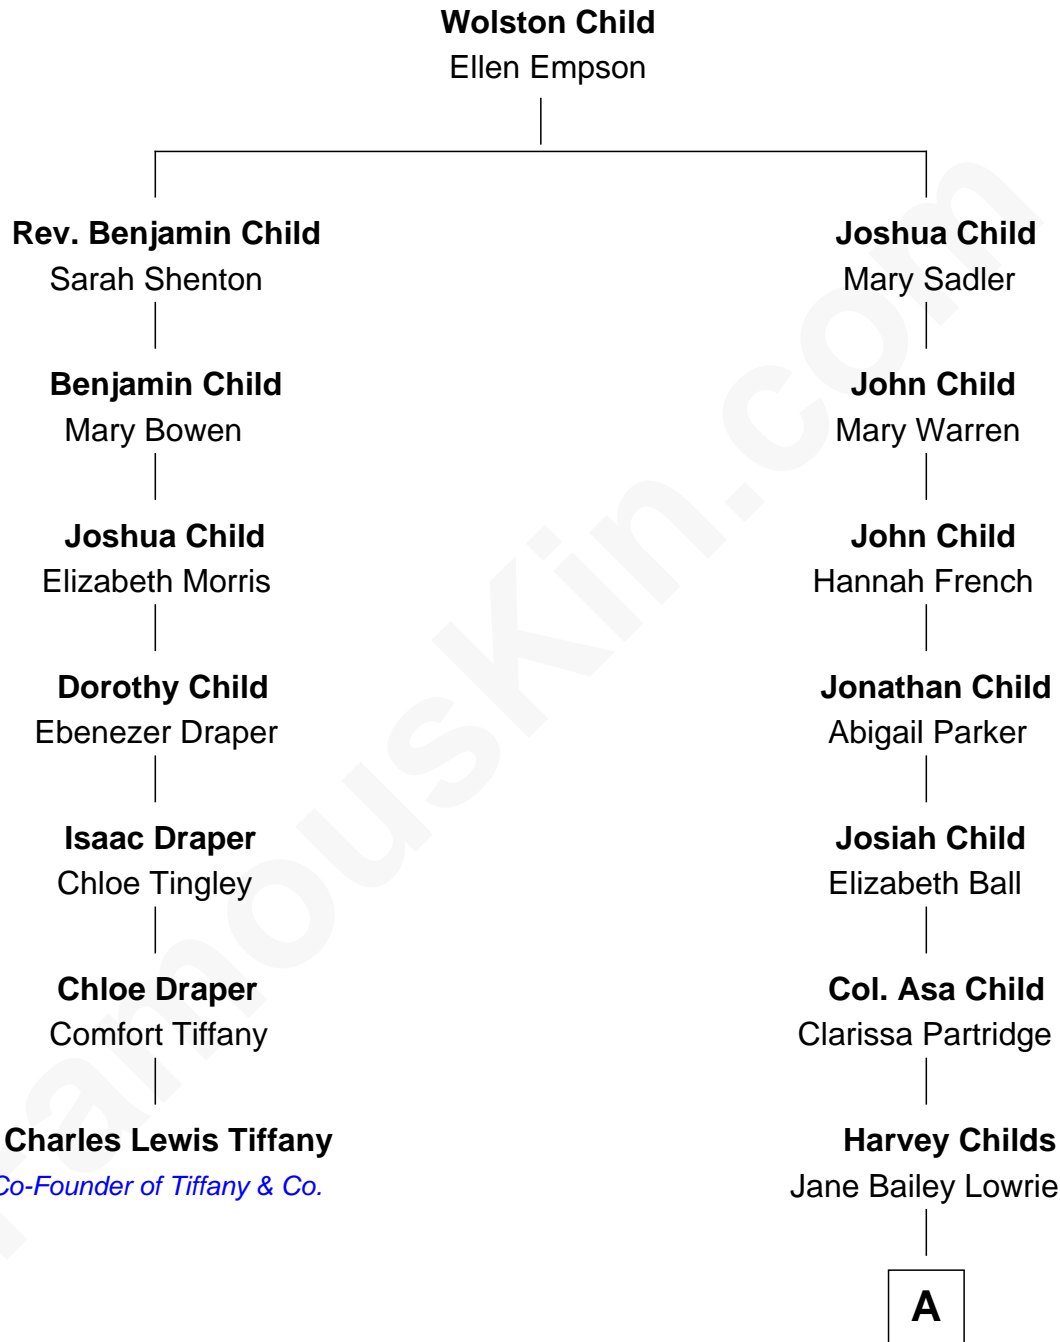 Wolston Child
Ellen Empson
Rev. Benjamin Child
Sarah Shenton
Joshua Child
Mary Sadler
Benjamin Child
Mary Bowen
John Child
Mary Warren
Joshua Child
Elizabeth Morris
John Child
Hannah French
Dorothy Child
Ebenezer Draper
Jonathan Child
Abigail Parker
Isaac Draper
Chloe Tingley
Josiah Child
Elizabeth Ball
Chloe Draper
Comfort Tiffany
Col. Asa Child
Clarissa Partridge
Charles Lewis Tiffany
Co-Founder of Tiffany & Co.
Harvey Childs
Jane Bailey Lowrie
A
FamousKin.com